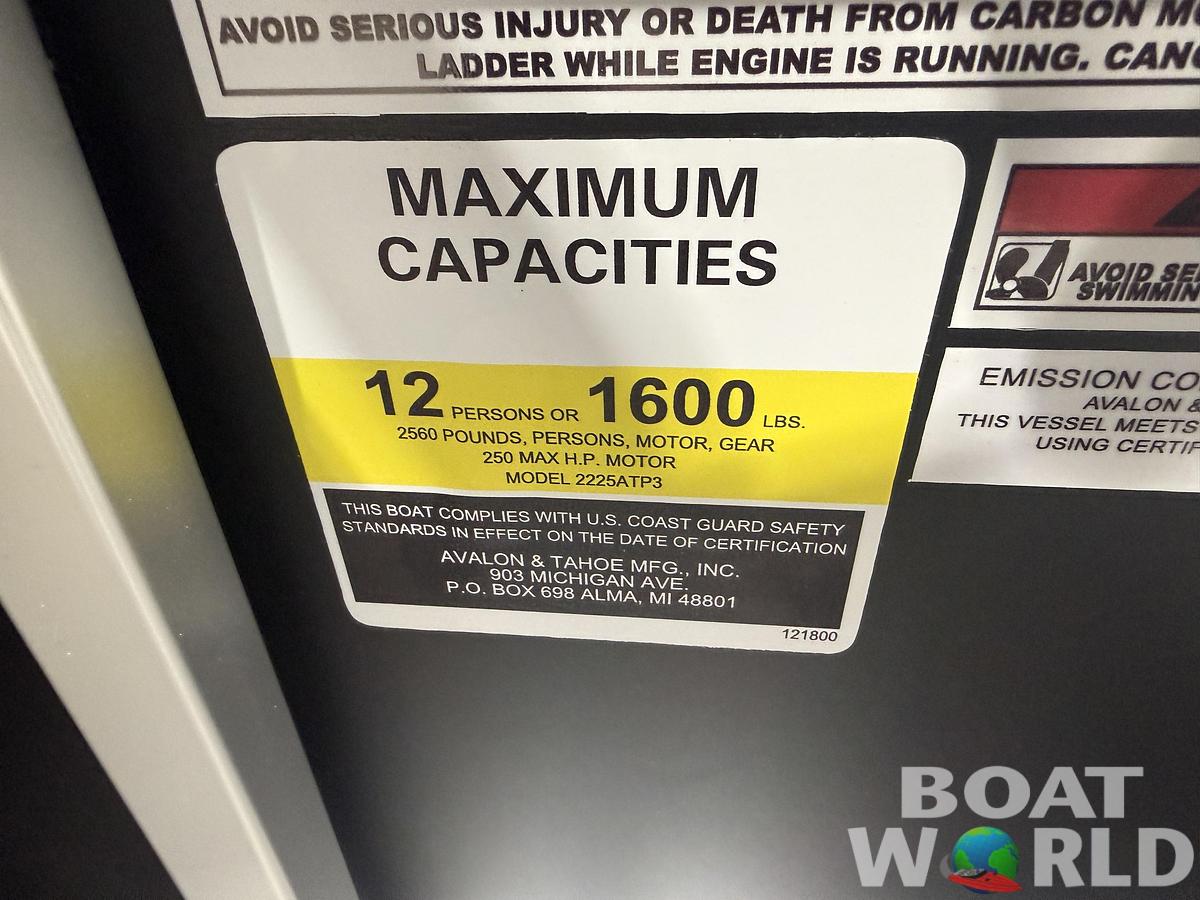 AVOID SERIOUS INJURY OR DEATH FROM CARBON
LADDER WHILE ENGINE IS RUNNING.
MAXIMUM
CAPACITIES
12 PERSONS OR 1600 LBS.
2560 POUNDS, PERSONS, MOTOR, GEAR
250 MAX H.P. MOTOR
MODEL 2225ATP3
THIS BOAT COMPLIES WITH U.S. COAST GUARD SAFETY
STANDARDS IN EFFECT ON THE DATE OF CERTIFICATION
AVALON & TAHOE MFG., INC.
903 MICHIGAN AVE.
P.O. BOX 698 ALMA, MI 48801
121800
AVOID
EMISSION
AVALON &
THIS VESSEL MEETS
USING
BOAT
WORLD